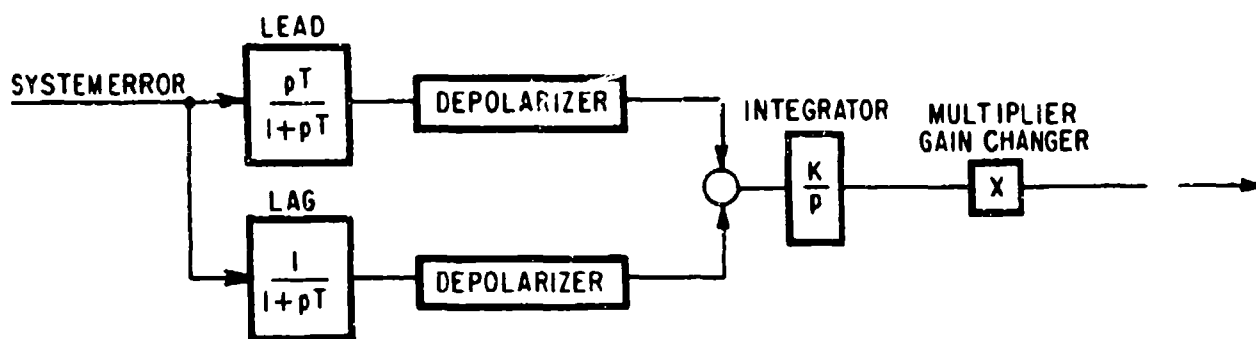 LEAD
SYSTEM ERROR
pT
1+pT
DEPOLARIZER
INTEGRATOR
K
P
MULTIPLIER
GAIN CHANGER
X
LAG
1
1+pT
DEPOLARIZER